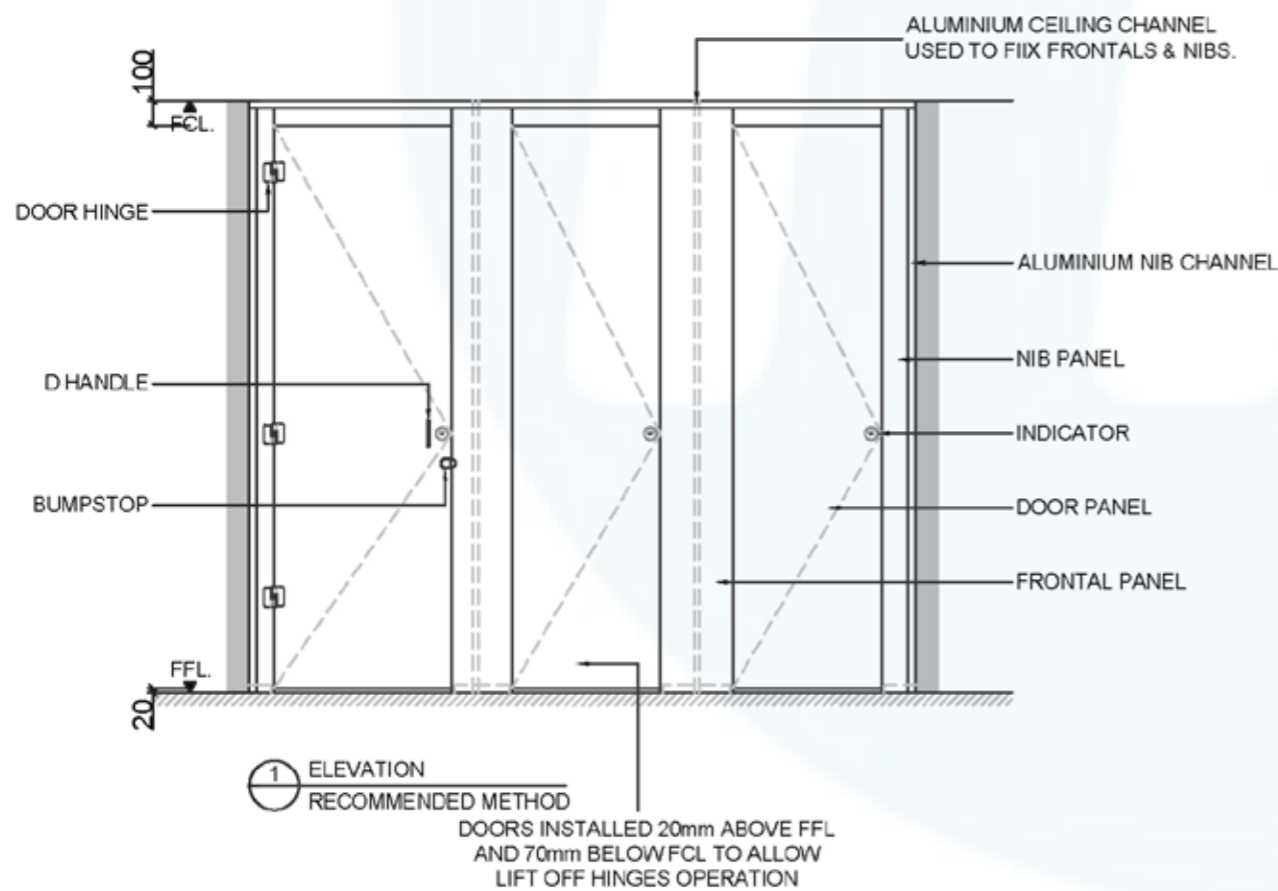 ALUMINIUM CEILING CHANNEL
USED TO FIIX FRONTALS & NIBS.
100
FCL.
DOOR HINGE
ALUMINIUM NIB CHANNEL
NIB PANEL
D HANDLE
INDICATOR
BUMPSTOP
DOOR PANEL
FRONTAL PANEL
FFL.
20
1
ELEVATION
RECOMMENDED METHOD
DOORS INSTALLED 20mm ABOVE FFL
AND 70mm BELOW FCL TO ALLOW
LIFT OFF HINGES OPERATION